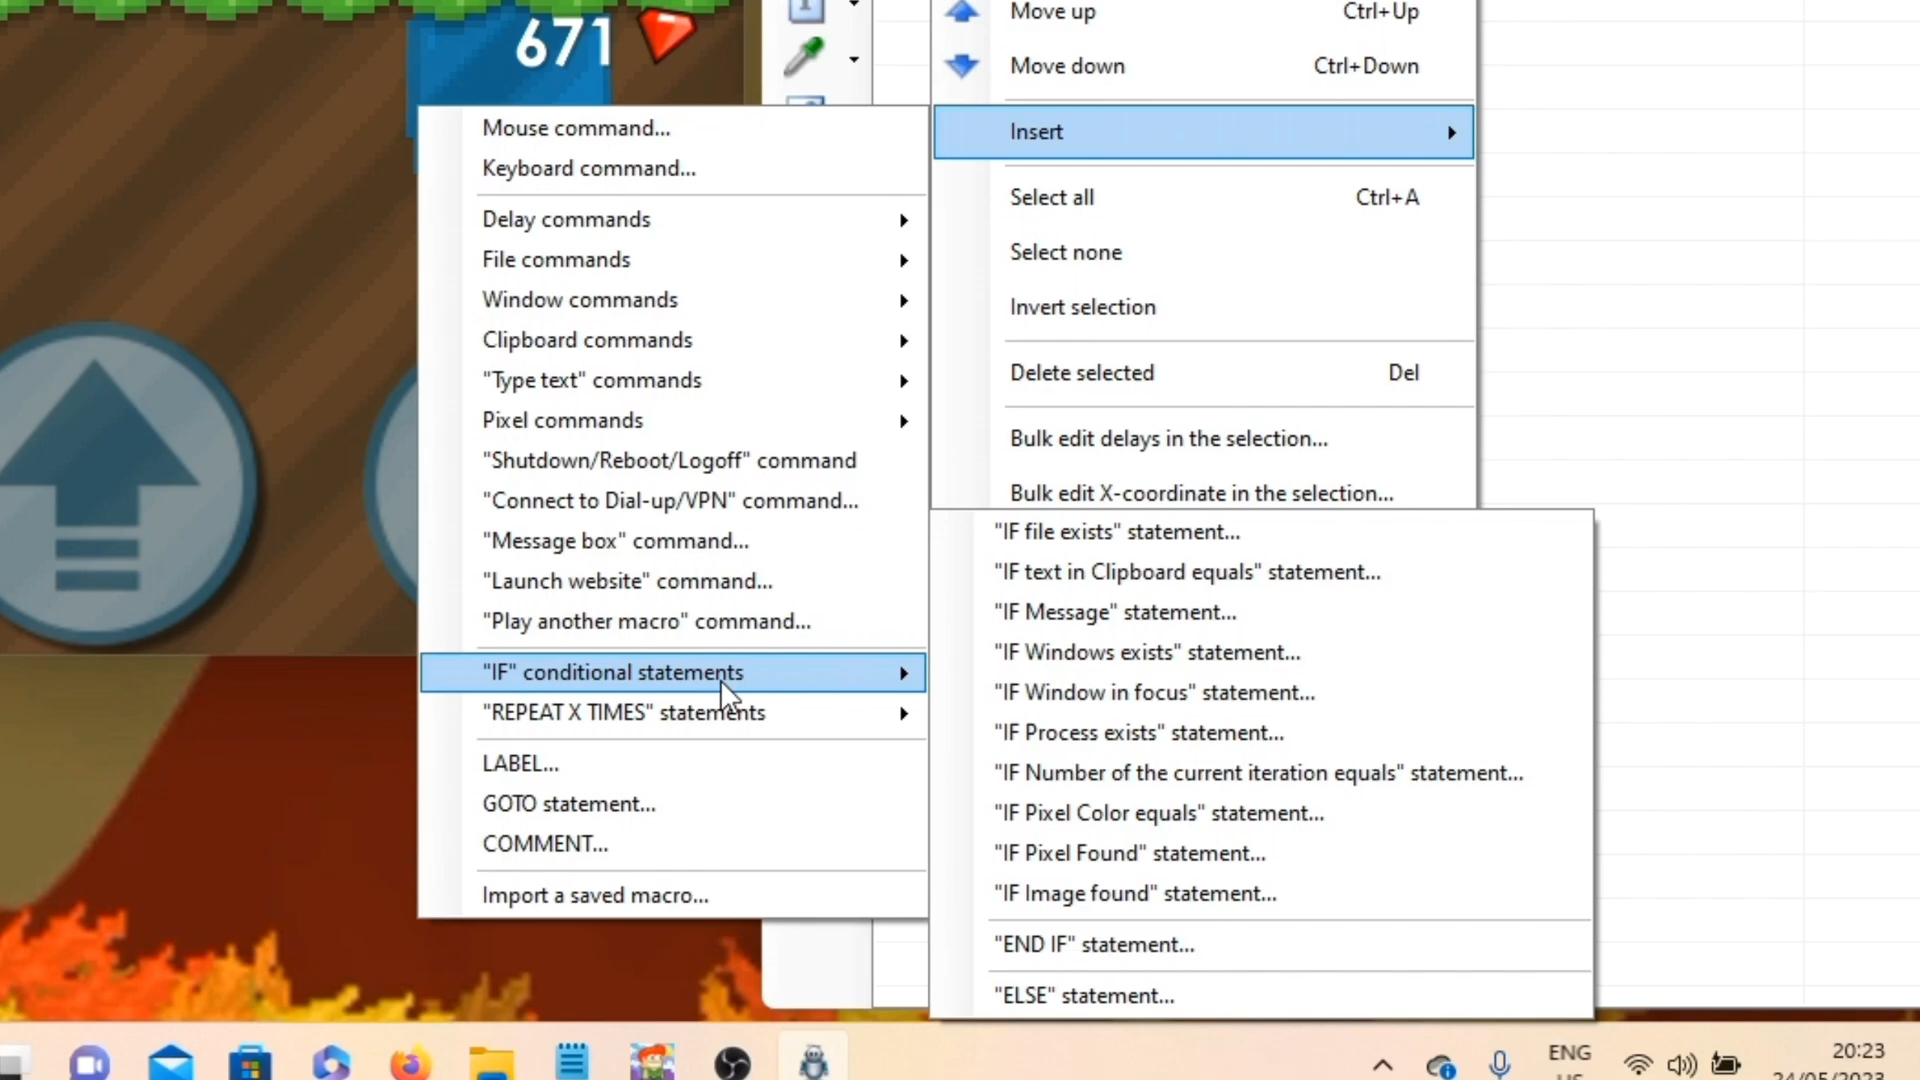 671
Move up Ctrl+Up
Move down Ctrl+Down
Insert
Select all Ctrl+A
Select none
Invert selection
Delete selected Del
Bulk edit delays in the selection...
Bulk edit X-coordinate in the selection...
Mouse command...
Keyboard command...
Delay commands
File commands
Window commands
Clipboard commands
"Type text" commands
Pixel commands
"Shutdown/Reboot/Logoff" command
"Connect to Dial-up/VPN" command...
"Message box" command...
"Launch website" command...
"Play another macro" command...
"IF" conditional statements
"REPEAT X TIMES" statements
LABEL...
GOTO statement...
COMMENT...
Import a saved macro...
"IF file exists" statement...
"IF text in Clipboard equals" statement...
"IF Message" statement...
"IF Windows exists" statement...
"IF Window in focus" statement...
"IF Process exists" statement...
"IF Number of the current iteration equals" statement...
"IF Pixel Color equals" statement...
"IF Pixel Found" statement...
"IF Image found" statement...
"END IF" statement...
"ELSE" statement...
ENG
20:23
24/05/2023